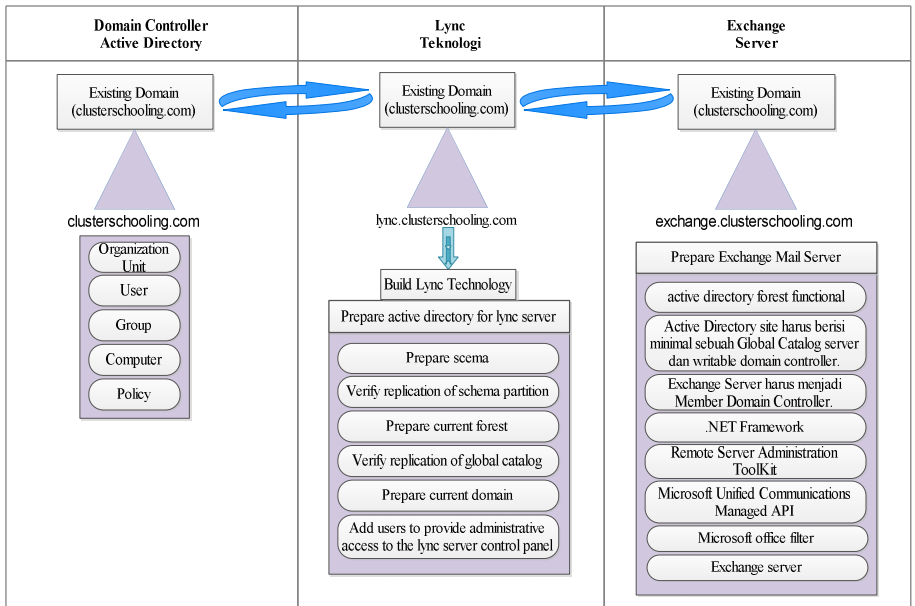 Domain Controller
Active Directory
Lync
Teknologi
Exchange
Server
Existing Domain
(clusterschooling.com)
Existing Domain
(clusterschooling.com)
Existing Domain
(clusterschooling.com)
clusterschooling.com
lync.clusterschooling.com
exchange.clusterschooling.com
Organization
Unit
User
Group
Computer
Policy
Build Lync Technology
Prepare active directory for lync server
Prepare scema
Verify replication of schema partition
Prepare current forest
Verify replication of global catalog
Prepare current domain
Add users to provide administrative
access to the lync server control panel
Prepare Exchange Mail Server
active directory forest functional
Active Directory site harus berisi
minimal sebuah Global Catalog server
dan writable domain controller.
Exchange Server harus menjadi
Member Domain Controller.
.NET Framework
Remote Server Administration
ToolKit
Microsoft Unified Communications
Managed API
Microsoft office filter
Exchange server